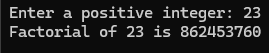 Enter a positive integer: 23
Factorial of 23 is 862453760